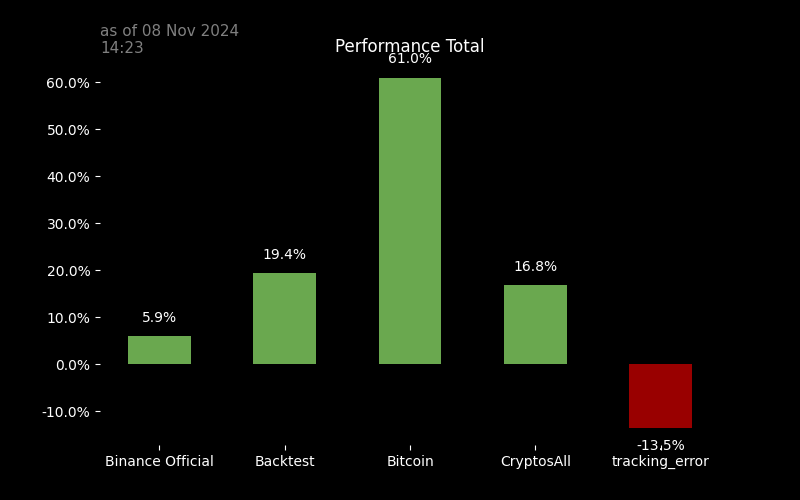 as of 08 Nov 2024
14:23
Performance Total
61.0%
60.0%
50.0%
40.0%
30.0%
20.0%
10.0%
0.0%
-10.0%
5.9%
19.4%
16.8%
-13.5%
Binance Official
Backtest
Bitcoin
CryptosAll
tracking_error